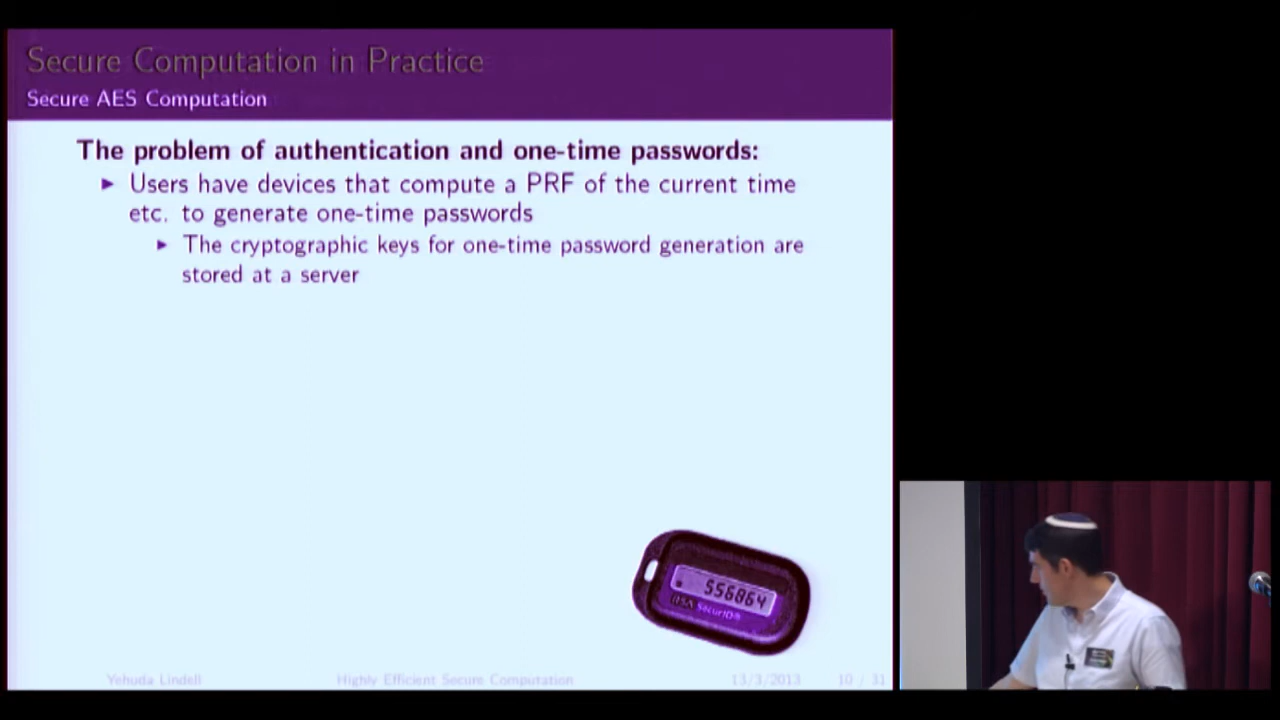 Secure Computation in Practice
Secure AES Computation
The problem of authentication and one-time passwords:
Users have devices that compute a PRF of the current time
etc. to generate one-time passwords
The cryptographic keys for one-time password generation are
stored at a server
556864
RSA SecurID®
Yehuda Lindell Highly Efficient Secure Computation 13/3/2013 10 / 31